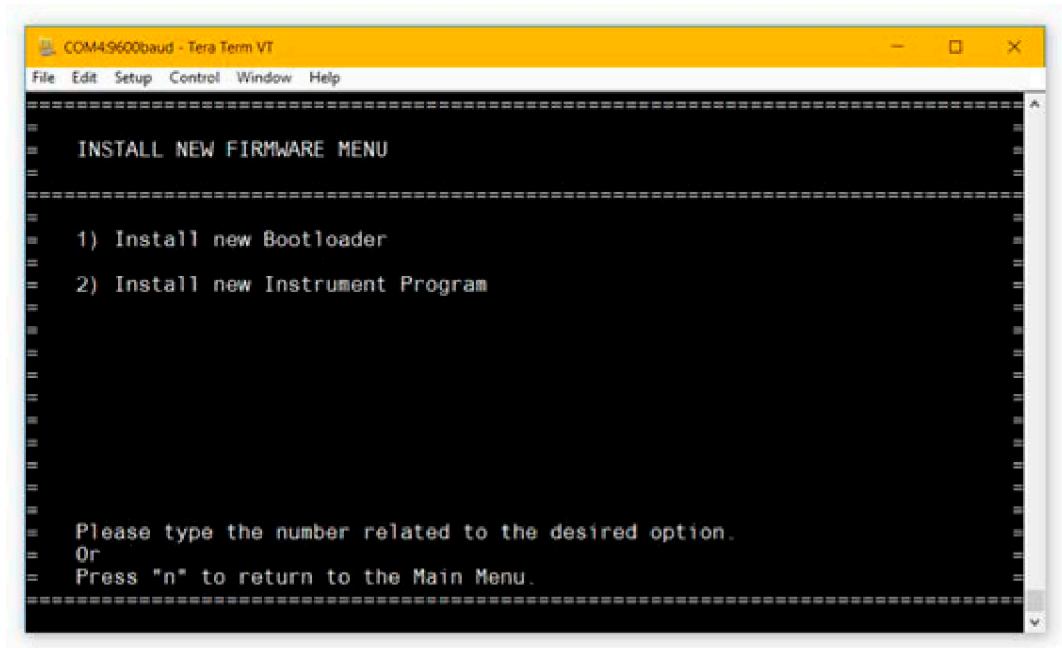 COM4:9600baud - Tera Term VT
File Edit Setup Control Window Help
================================================================================
= INSTALL NEW FIRMWARE MENU =
================================================================================
= 1) Install new Bootloader =
= 2) Install new Instrument Program =
= Please type the number related to the desired option. =
= Or =
= Press "n" to return to the Main Menu. =
================================================================================